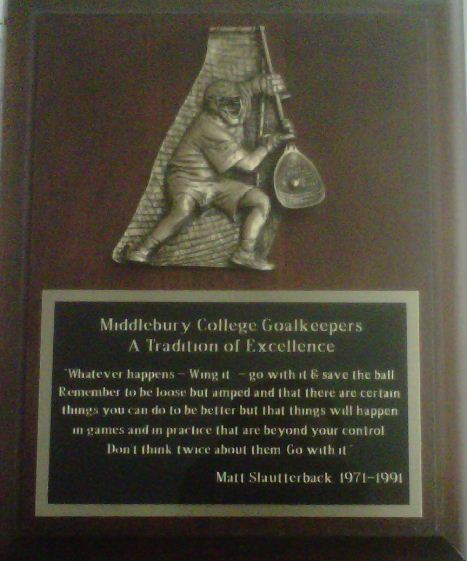 Middlebury College Goalkeepers
A Tradition of Excellence
"Whatever happens – Wing it – go with it & save the ball
Remember to be loose but amped and that there are certain
things you can do to be better but that things will happen
in games and in practice that are beyond your control
Don't think twice about them Go with it"
Matt Slautterback 1971–1991